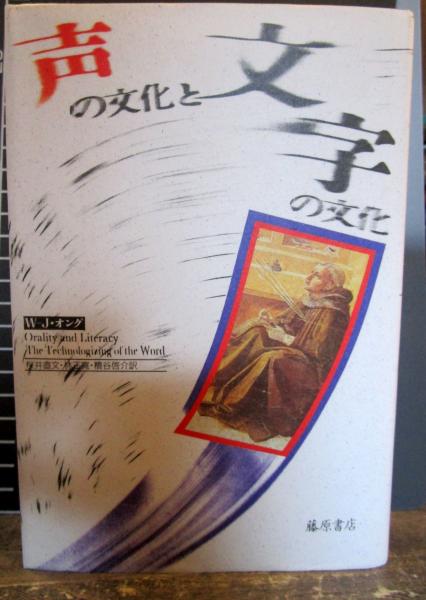 声の文化と
文字の文化
W-J・オング
Orality and Literacy
The Technologizing of the Word
桜井直文・林正寛・糟谷啓介訳
藤原書店